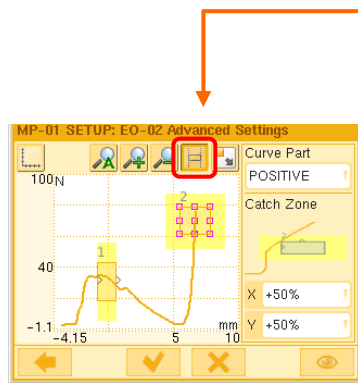 MP-01 SETUP: EO-02 Advanced Settings
A
Curve Part
POSITIVE
100 N
2
Catch Zone
1
40
2
X +50%
-1.1
mm
Y +50%
-4.15 5 10